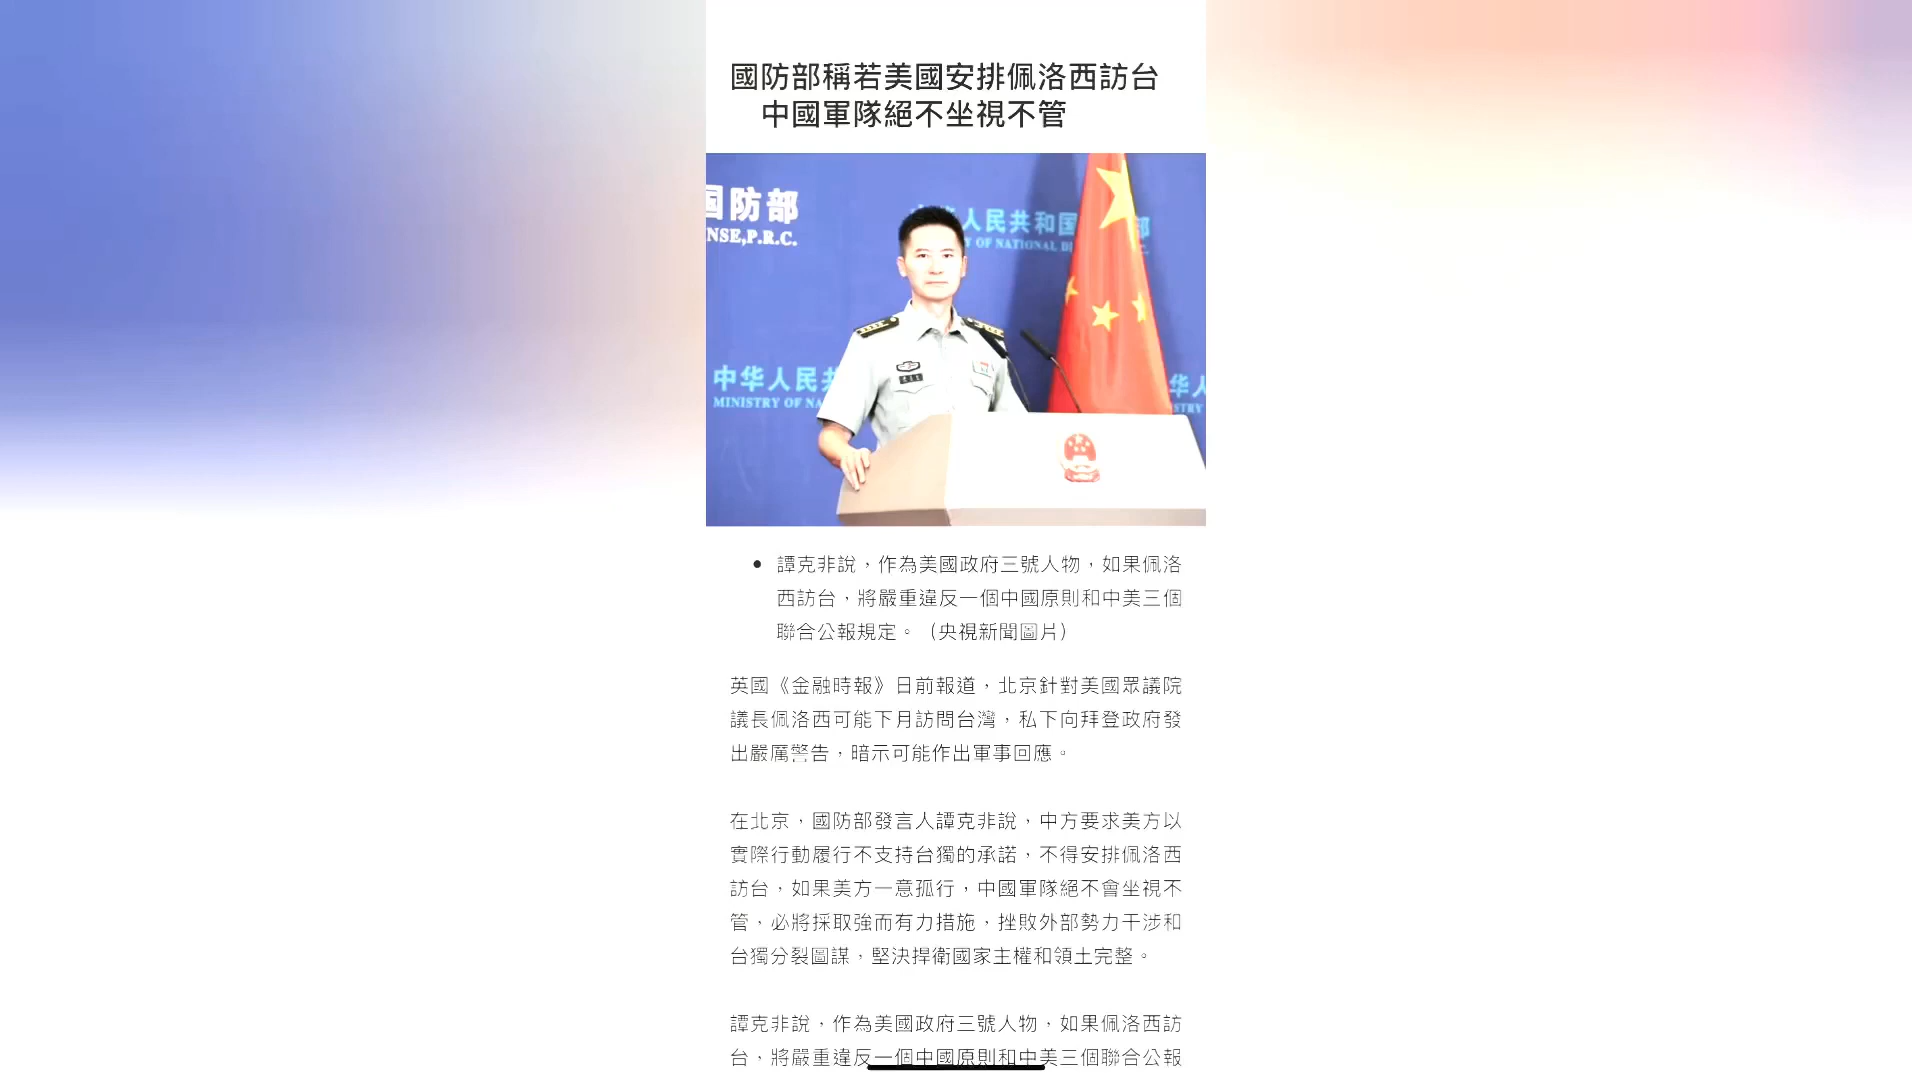 國防部稱若美國安排佩洛西訪台
中國軍隊絕不坐視不管
国防部
NSE,P.R.C.
人民共和国
部
Y OF NATIONAL D
中华人民共
MINISTRY OF NA
华人
STRY
譚克非說，作為美國政府三號人物，如果佩洛
西訪台，將嚴重違反一個中國原則和中美三個
聯合公報規定。（央視新聞圖片）
英國《金融時報》日前報道，北京針對美國眾議院
議長佩洛西可能下月訪問台灣，私下向拜登政府發
出嚴厲警告，暗示可能作出軍事回應。
在北京，國防部發言人譚克非說，中方要求美方以
實際行動履行不支持台獨的承諾，不得安排佩洛西
訪台，如果美方一意孤行，中國軍隊絕不會坐視不
管，必將採取強而有力措施，挫敗外部勢力干涉和
台獨分裂圖謀，堅決捍衛國家主權和領土完整。
譚克非說，作為美國政府三號人物，如果佩洛西訪
台，將嚴重違反一個中國原則和中美三個聯合公報